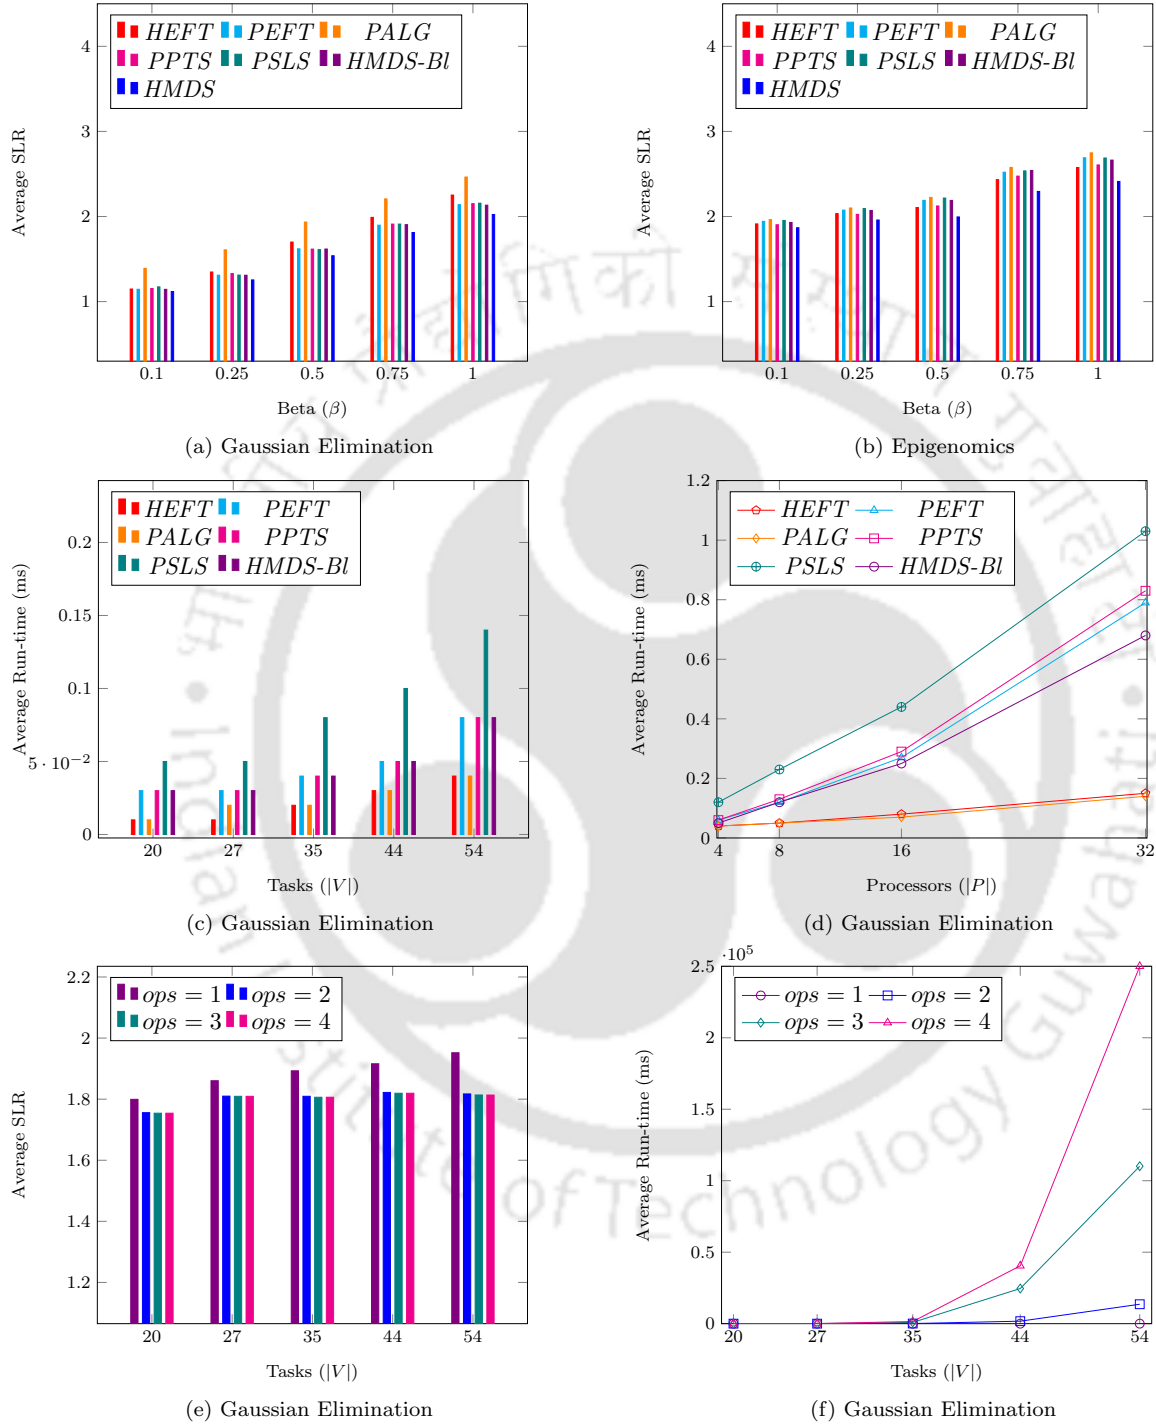 HEFT PEFT PALG
PPTS PSLS HMDS-Bl
HMDS
4
3
2
1
Average SLR
0.1 0.25 0.5 0.75 1
Beta (β)
(a) Gaussian Elimination
HEFT PEFT PALG
PPTS PSLS HMDS-Bl
HMDS
4
3
2
1
Average SLR
0.1 0.25 0.5 0.75 1
Beta (β)
(b) Epigenomics
HEFT PEFT
PALG PPTS
PSLS HMDS-Bl
0.2
0.15
0.1
5 · 10⁻²
0
Average Run-time (ms)
20 27 35 44 54
Tasks (|V|)
(c) Gaussian Elimination
HEFT PEFT
PALG PPTS
PSLS HMDS-Bl
1.2
1
0.8
0.6
0.4
0.2
0
Average Run-time (ms)
4 8 16 32
Processors (|P|)
(d) Gaussian Elimination
ops = 1 ops = 2
ops = 3 ops = 4
2.2
2
1.8
1.6
1.4
1.2
Average SLR
20 27 35 44 54
Tasks (|V|)
(e) Gaussian Elimination
·10⁵
ops = 1 ops = 2
ops = 3 ops = 4
2.5
2
1.5
1
0.5
0
Average Run-time (ms)
20 27 35 44 54
Tasks (|V|)
(f) Gaussian Elimination
Indian Institute of Technology Guwahati